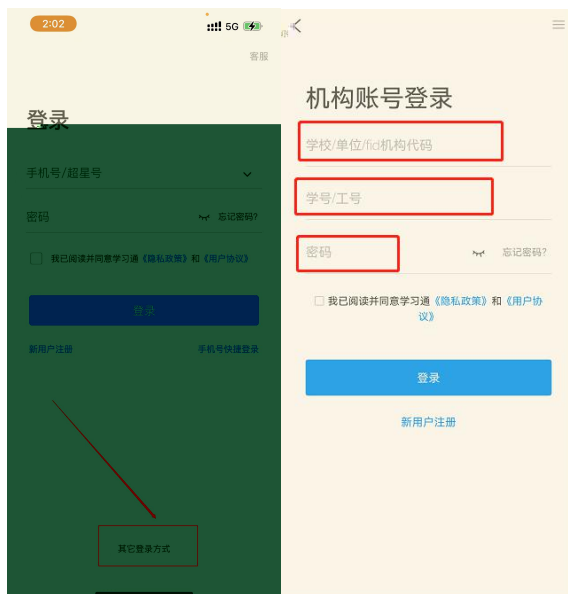 2:02
5G
客服
登录
手机号/超星号
密码
忘记密码?
我已阅读并同意学习通《隐私政策》和《用户协议》
登录
新用户注册
手机号快捷登录
其它登录方式
机构账号登录
学校/单位/fid机构代码
学号/工号
密码
忘记密码?
我已阅读并同意学习通《隐私政策》和《用户协
议》
登录
新用户注册